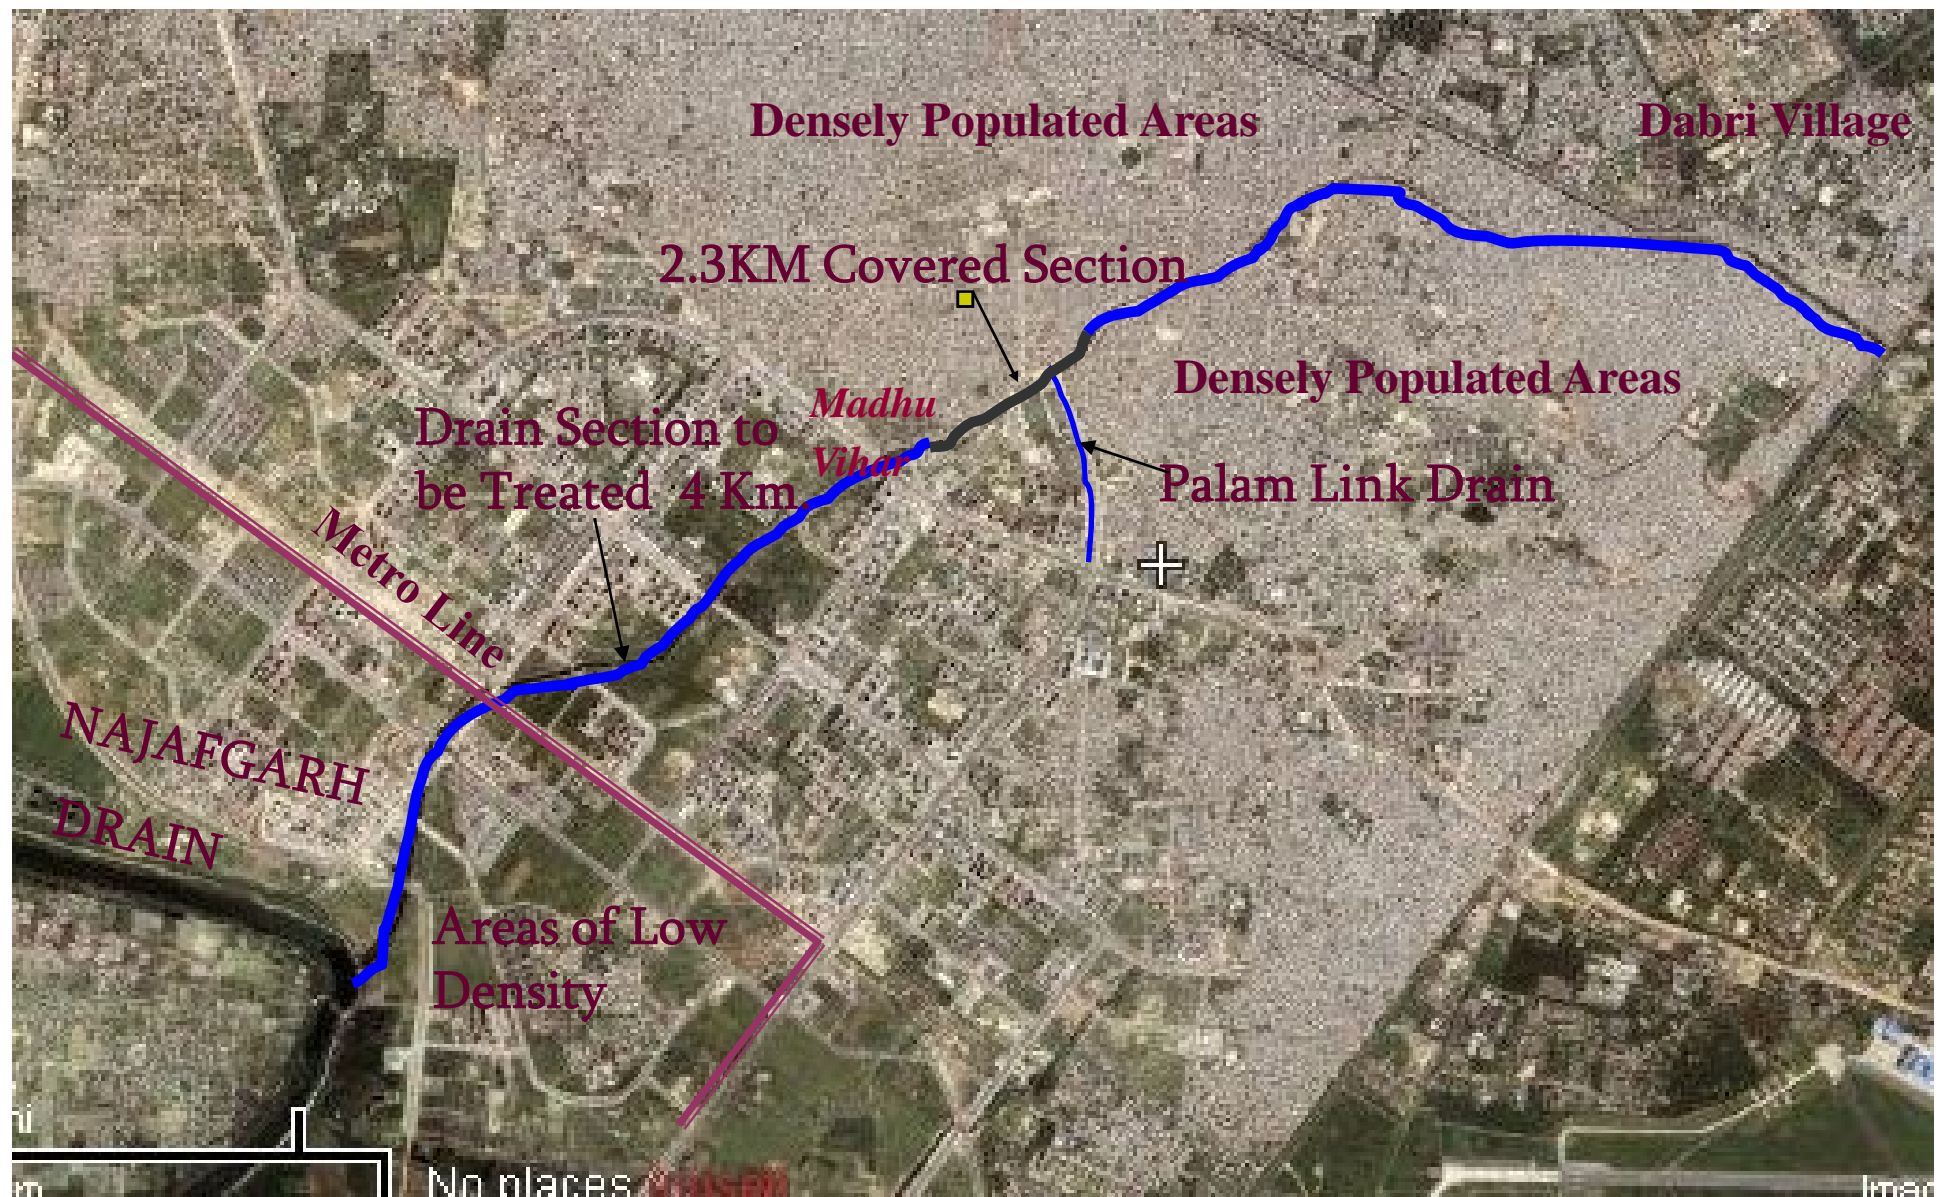 Densely Populated Areas
Dabri Village
2.3KM Covered Section
Densely Populated Areas
Madhu
Vihar
Drain Section to
be Treated 4 Km.
Palam Link Drain
Metro Line
NAJAFGARH
DRAIN
Areas of Low
Density
No places